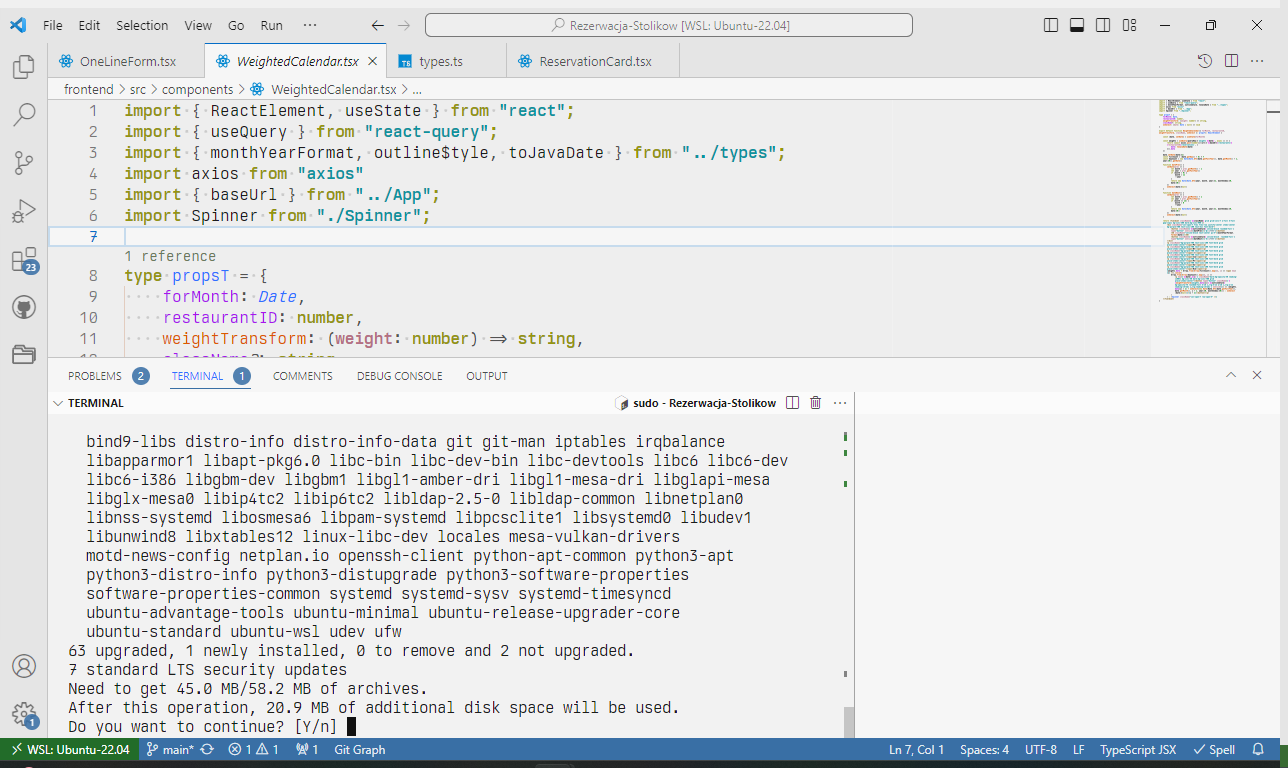 File Edit Selection View Go Run ··· Rezerwacja-Stolikow [WSL: Ubuntu-22.04]
OneLineForm.tsx WeightedCalendar.tsx types.ts ReservationCard.tsx
frontend > src > components > WeightedCalendar.tsx > ...
1 import { ReactElement, useState } from "react";
2 import { useQuery } from "react-query";
3 import { monthYearFormat, outline$tyle, toJavaDate } from "../types";
4 import axios from "axios"
5 import { baseUrl } from "../App";
6 import Spinner from "./Spinner";
7
1 reference
8 type propsT = {
9 forMonth: Date,
10 restaurantID: number,
11 weightTransform: (weight: number) => string,
12 className?: string
23
PROBLEMS 2 TERMINAL 1 COMMENTS DEBUG CONSOLE OUTPUT
TERMINAL sudo - Rezerwacja-Stolikow
bind9-libs distro-info distro-info-data git git-man iptables irqbalance
libapparmor1 libapt-pkg6.0 libc-bin libc-dev-bin libc-devtools libc6 libc6-dev
libc6-i386 libgbm-dev libgbm1 libgl1-amber-dri libgl1-mesa-dri libglapi-mesa
libglx-mesa0 libip4tc2 libip6tc2 libldap-2.5-0 libldap-common libnetplan0
libnss-systemd libosmesa6 libpam-systemd libpcsclite1 libsystemd0 libudev1
libunwind8 libxtables12 linux-libc-dev locales mesa-vulkan-drivers
motd-news-config netplan.io openssh-client python-apt-common python3-apt
python3-distro-info python3-distupgrade python3-software-properties
software-properties-common systemd systemd-sysv systemd-timesyncd
ubuntu-advantage-tools ubuntu-minimal ubuntu-release-upgrader-core
ubuntu-standard ubuntu-wsl udev ufw
63 upgraded, 1 newly installed, 0 to remove and 2 not upgraded.
7 standard LTS security updates
Need to get 45.0 MB/58.2 MB of archives.
After this operation, 20.9 MB of additional disk space will be used.
Do you want to continue? [Y/n]
1
WSL: Ubuntu-22.04 main* 1 1 1 Git Graph Ln 7, Col 1 Spaces: 4 UTF-8 LF TypeScript JSX Spell